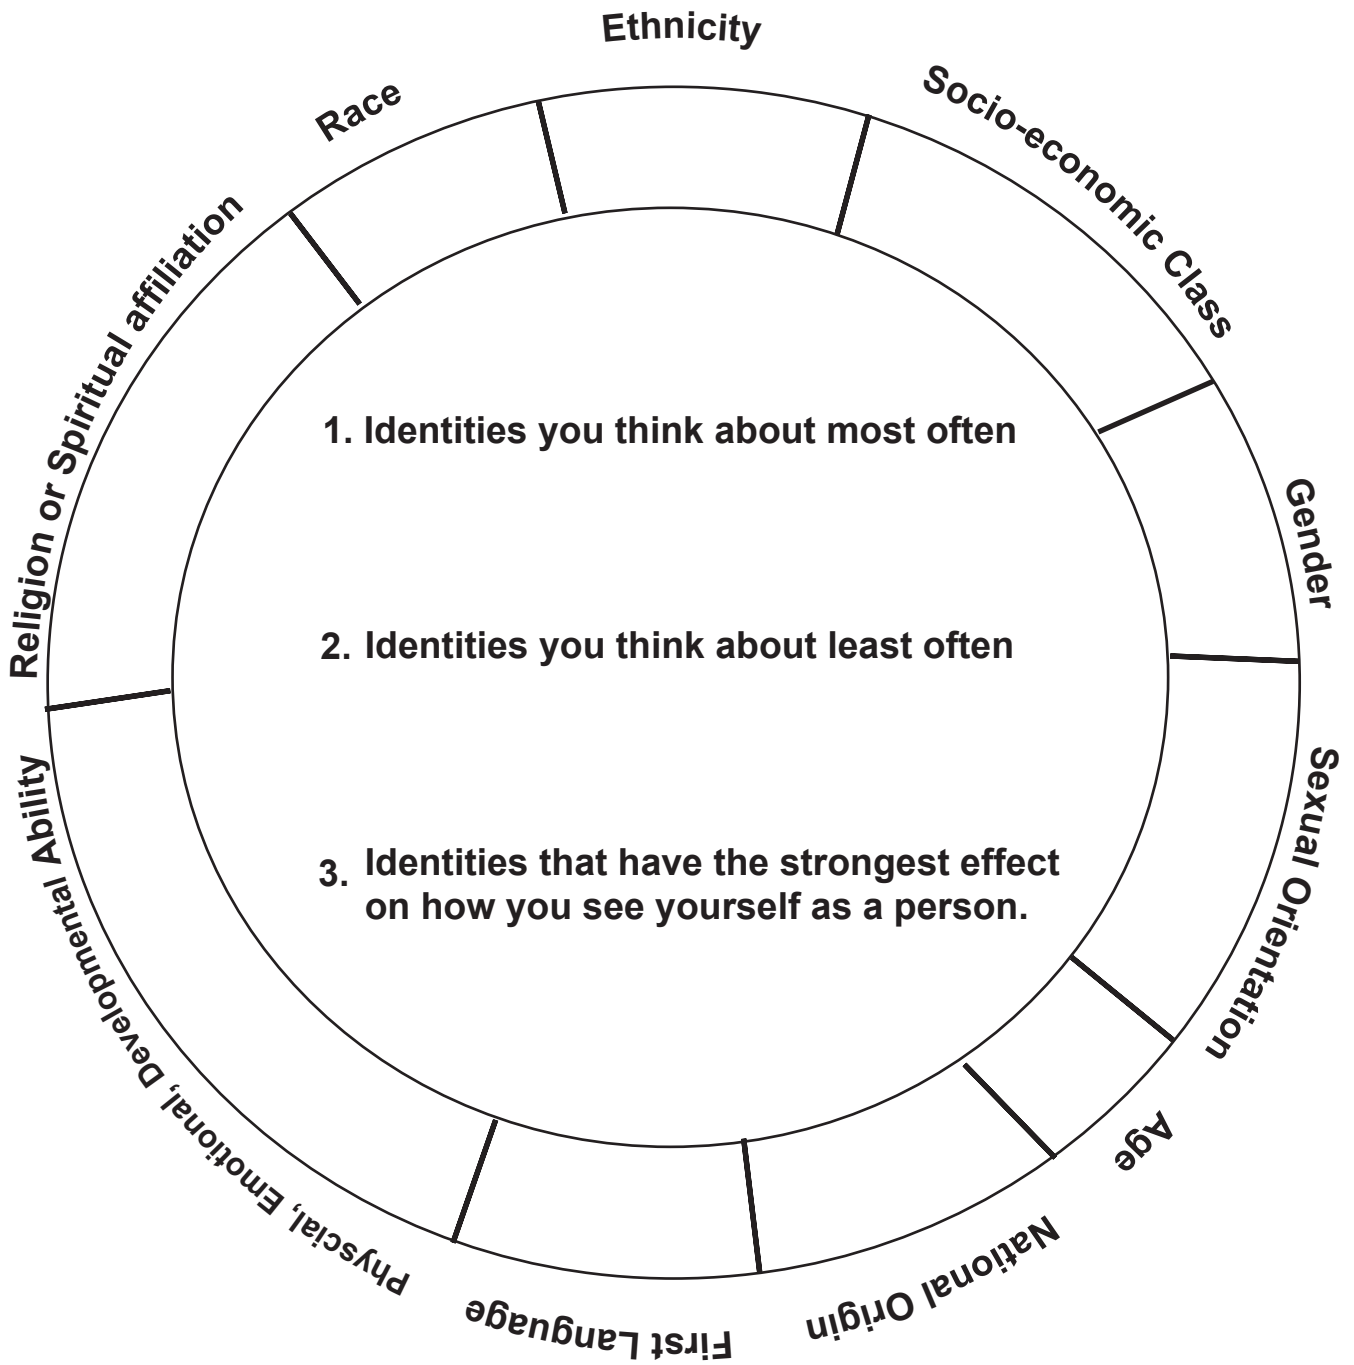 Ethnicity
Socio-economic Class
Gender
Sexual Orientation
Age
National Origin
First Language
Physcial, Emotional, Developmental Ability
Religion or Spiritual affiliation
Race
1. Identities you think about most often
2. Identities you think about least often
3. Identities that have the strongest effect
on how you see yourself as a person.